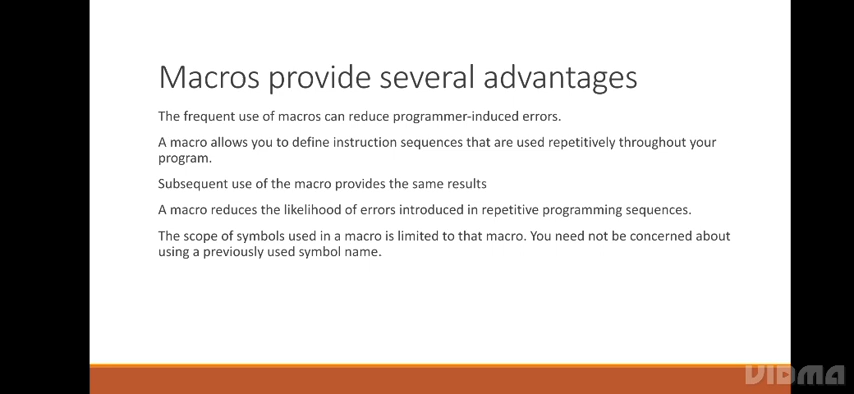 Macros provide several advantages
The frequent use of macros can reduce programmer-induced errors.
A macro allows you to define instruction sequences that are used repetitively throughout your
program.
Subsequent use of the macro provides the same results
A macro reduces the likelihood of errors introduced in repetitive programming sequences.
The scope of symbols used in a macro is limited to that macro. You need not be concerned about
using a previously used symbol name.
VIDMA